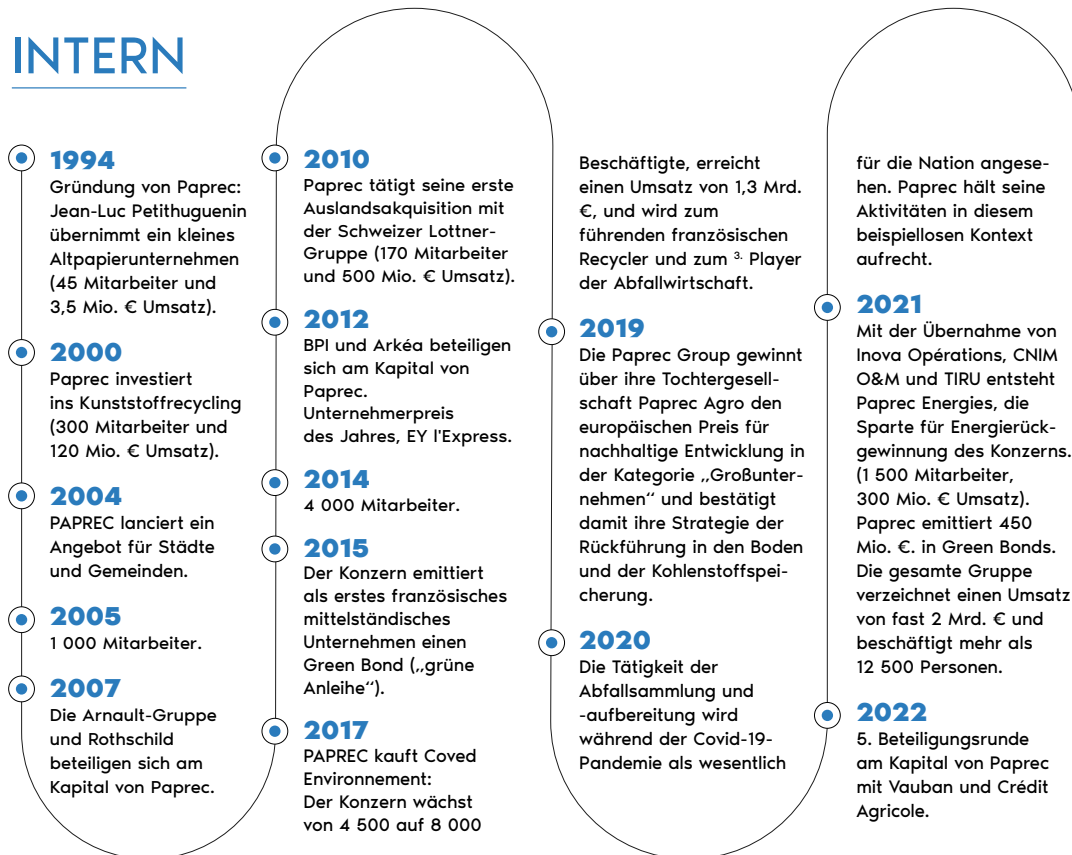 INTERN
1994
Gründung von Paprec:
Jean-Luc Petithuguenin
übernimmt ein kleines
Altpapierunternehmen
(45 Mitarbeiter und
3,5 Mio. € Umsatz).
2000
Paprec investiert
ins Kunststoffrecycling
(300 Mitarbeiter und
120 Mio. € Umsatz).
2004
PAPREC lanciert ein
Angebot für Städte
und Gemeinden.
2005
1 000 Mitarbeiter.
2007
Die Arnault-Gruppe
und Rothschild
beteiligen sich am
Kapital von Paprec.
2010
Paprec tätigt seine erste
Auslandsakquisition mit
der Schweizer Lottner-
Gruppe (170 Mitarbeiter
und 500 Mio. € Umsatz).
2012
BPI und Arkéa beteiligen
sich am Kapital von
Paprec.
Unternehmerpreis
des Jahres, EY l'Express.
2014
4 000 Mitarbeiter.
2015
Der Konzern emittiert
als erstes französisches
mittelständisches
Unternehmen einen
Green Bond („grüne
Anleihe“).
2017
PAPREC kauft Coved
Environnement:
Der Konzern wächst
von 4 500 auf 8 000
Beschäftigte, erreicht
einen Umsatz von 1,3 Mrd.
€, und wird zum
führenden französischen
Recycler und zum 3. Player
der Abfallwirtschaft.
2019
Die Paprec Group gewinnt
über ihre Tochtergesell-
schaft Paprec Agro den
europäischen Preis für
nachhaltige Entwicklung in
der Kategorie „Großunter-
nehmen“ und bestätigt
damit ihre Strategie der
Rückführung in den Boden
und der Kohlenstoffspei-
cherung.
2020
Die Tätigkeit der
Abfallsammlung und
-aufbereitung wird
während der Covid-19-
Pandemie als wesentlich
für die Nation angese-
hen. Paprec hält seine
Aktivitäten in diesem
beispiellosen Kontext
aufrecht.
2021
Mit der Übernahme von
Inova Opérations, CNIM
O&M und TIRU entsteht
Paprec Energies, die
Sparte für Energierück-
gewinnung des Konzerns.
(1 500 Mitarbeiter,
300 Mio. € Umsatz).
Paprec emittiert 450
Mio. €. in Green Bonds.
Die gesamte Gruppe
verzeichnet einen Umsatz
von fast 2 Mrd. € und
beschäftigt mehr als
12 500 Personen.
2022
5. Beteiligungsrunde
am Kapital von Paprec
mit Vauban und Crédit
Agricole.